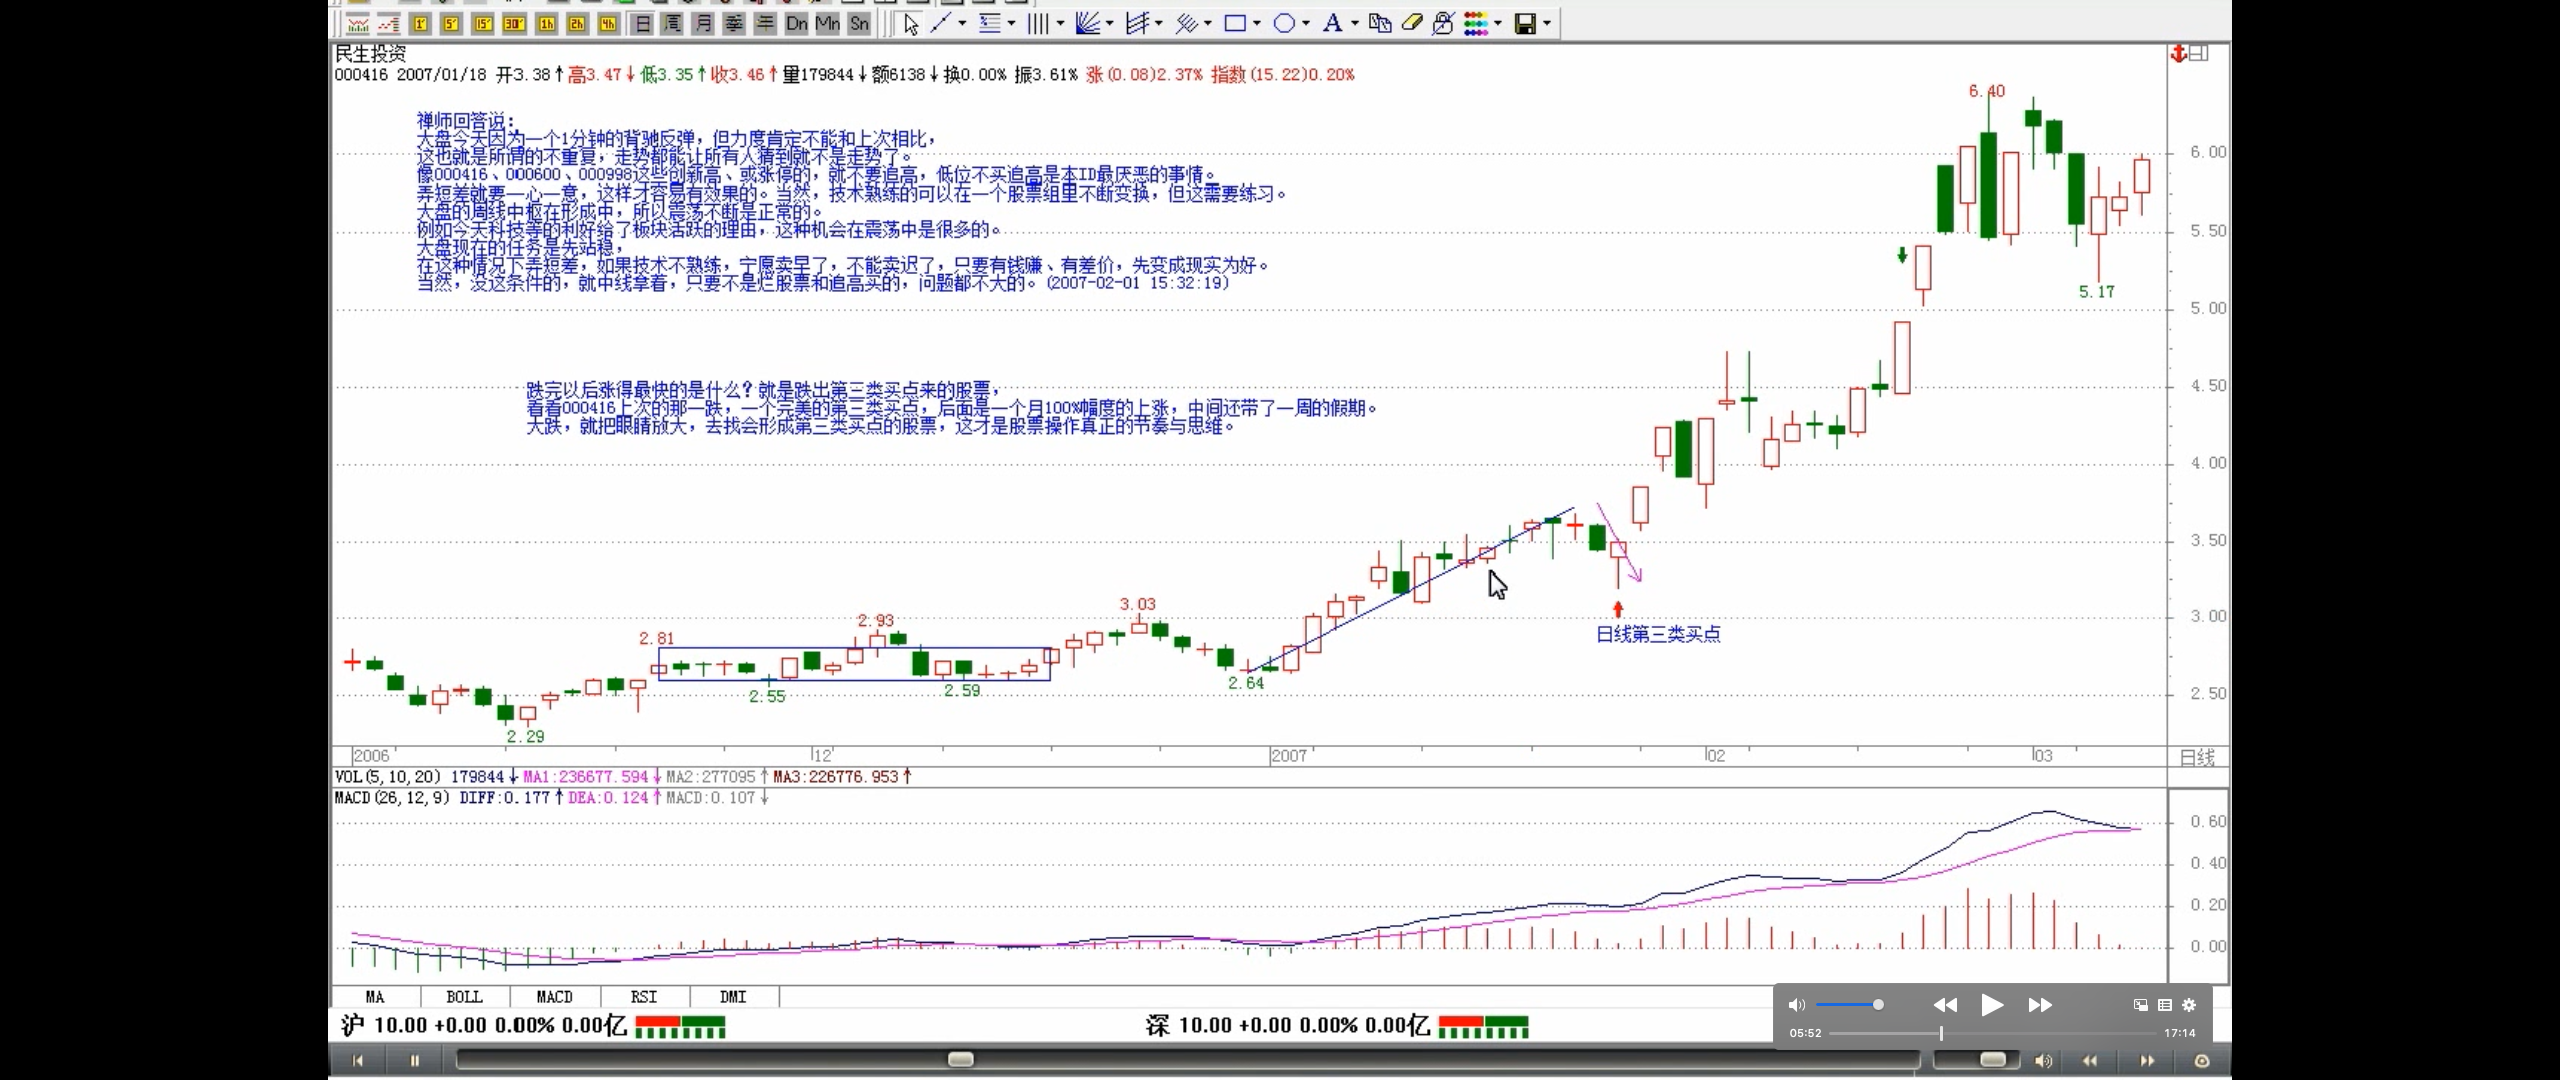 1' 5' 15' 30' 1h 2h 4h 日 周 月 季 年 Dn Mn Sn A
民生投资
000416 2007/01/18 开3.38↑高3.47↓低3.35↑收3.46↑量179844↓额6138↓换0.00% 振3.61% 涨(0.08)2.37% 指数(15.22)0.20%
禅师回答说:
大盘今天因为一个1分钟的背驰反弹，但力度肯定不能和上次相比，
这也就是所谓的不重复，走势都能让所有人猜到就不是走势了。
像000416、000600、000998这些创新高、或涨停的，就不要追高，低位不买追高是本ID最厌恶的事情。
弄短差就要一心一意，这样才容易有效果的。当然，技术熟练的可以在一个股票组里不断变换，但这需要练习。
大盘的周线中枢在形成中，所以震荡不断是正常的。
例如今天科技等的利好给了板块活跃的理由，这种机会在震荡中是很多的。
大盘现在的任务是先站稳，
在这种情况下弄短差，如果技术不熟练，宁愿卖早了，不能卖迟了，只要有钱赚、有差价，先变成现实为好。
当然，没这条件的，就中线拿着，只要不是烂股票和追高买的，问题都不大的。(2007-02-01 15:32:19)
跌完以后涨得最快的是什么？就是跌出第三类买点来的股票，
看看000416上次的那一跌，一个完美的第三类买点，后面是一个月100%幅度的上涨，中间还带了一周的假期。
大跌，就把眼睛放大，去找会形成第三类买点的股票，这才是股票操作真正的节奏与思维。
6.40
6.00
5.50
5.17
5.00
4.50
4.00
3.50
3.03
3.00
2.93
2.81
日线第三类买点
2.64
2.59
2.55
2.50
2.29
2006 12 2007 02 03 日线
VOL(5,10,20) 179844↓MA1:236677.594↓MA2:277095↑MA3:226776.953↑
MACD(26,12,9) DIFF:0.177↑DEA:0.124↑MACD:0.107↓
0.60
0.40
0.20
0.00
MA BOLL MACD RSI DMI
沪 10.00 +0.00 0.00% 0.00亿 深 10.00 +0.00 0.00% 0.00亿
05:52 17:14